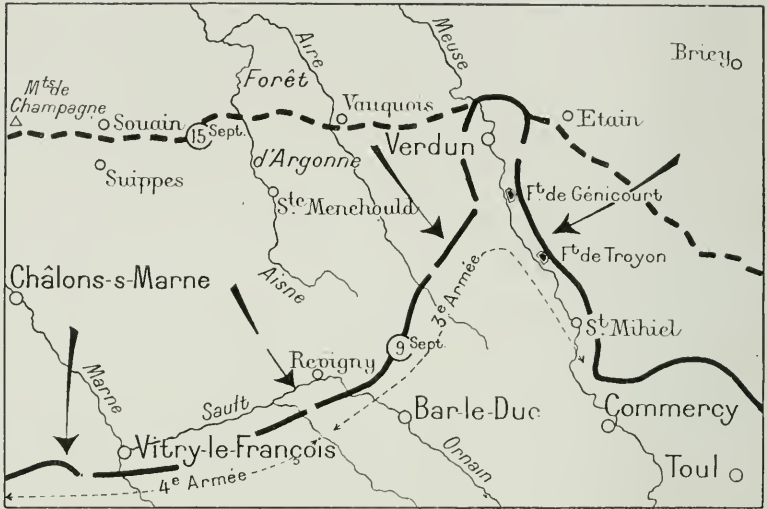 Meuse
Aire
Bricy
Forêt
Mts de
Champagne
Souain
15 Sept.
Vauquois
Etain
Verdun
d'Argonne
Suippes
Ste Menehould
Ft. de Génicourt
Ft de Troyon
Aisne
Châlons-s-Marne
3e Armée
St. Mihiel
9 Sept.
Marne
Revigny
Sault
Bar-le-Duc
Commercy
Vitry-le-François
Ornain
4e Armée
Toul